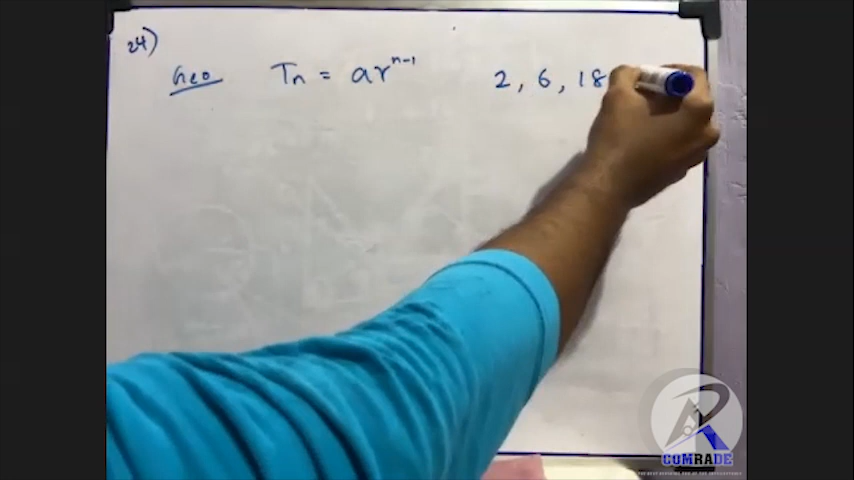 24)
Geo Tn = ar^n-1 2, 6, 18
COMRADE